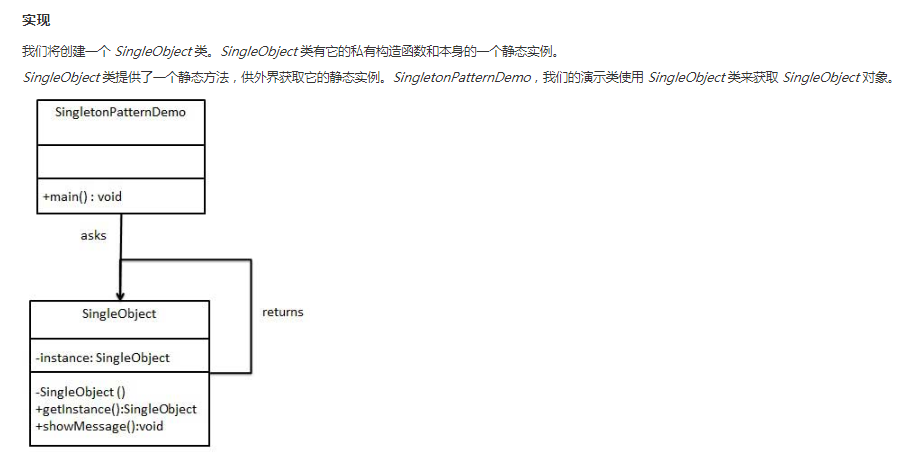 实现
我们将创建一个 SingleObject 类。SingleObject 类有它的私有构造函数和本身的一个静态实例。
SingleObject 类提供了一个静态方法，供外界获取它的静态实例。SingletonPatternDemo，我们的演示类使用 SingleObject 类来获取 SingleObject 对象。
SingletonPatternDemo
+main() : void
asks
SingleObject
returns
-instance: SingleObject
-SingleObject ()
+getInstance():SingleObject
+showMessage():void